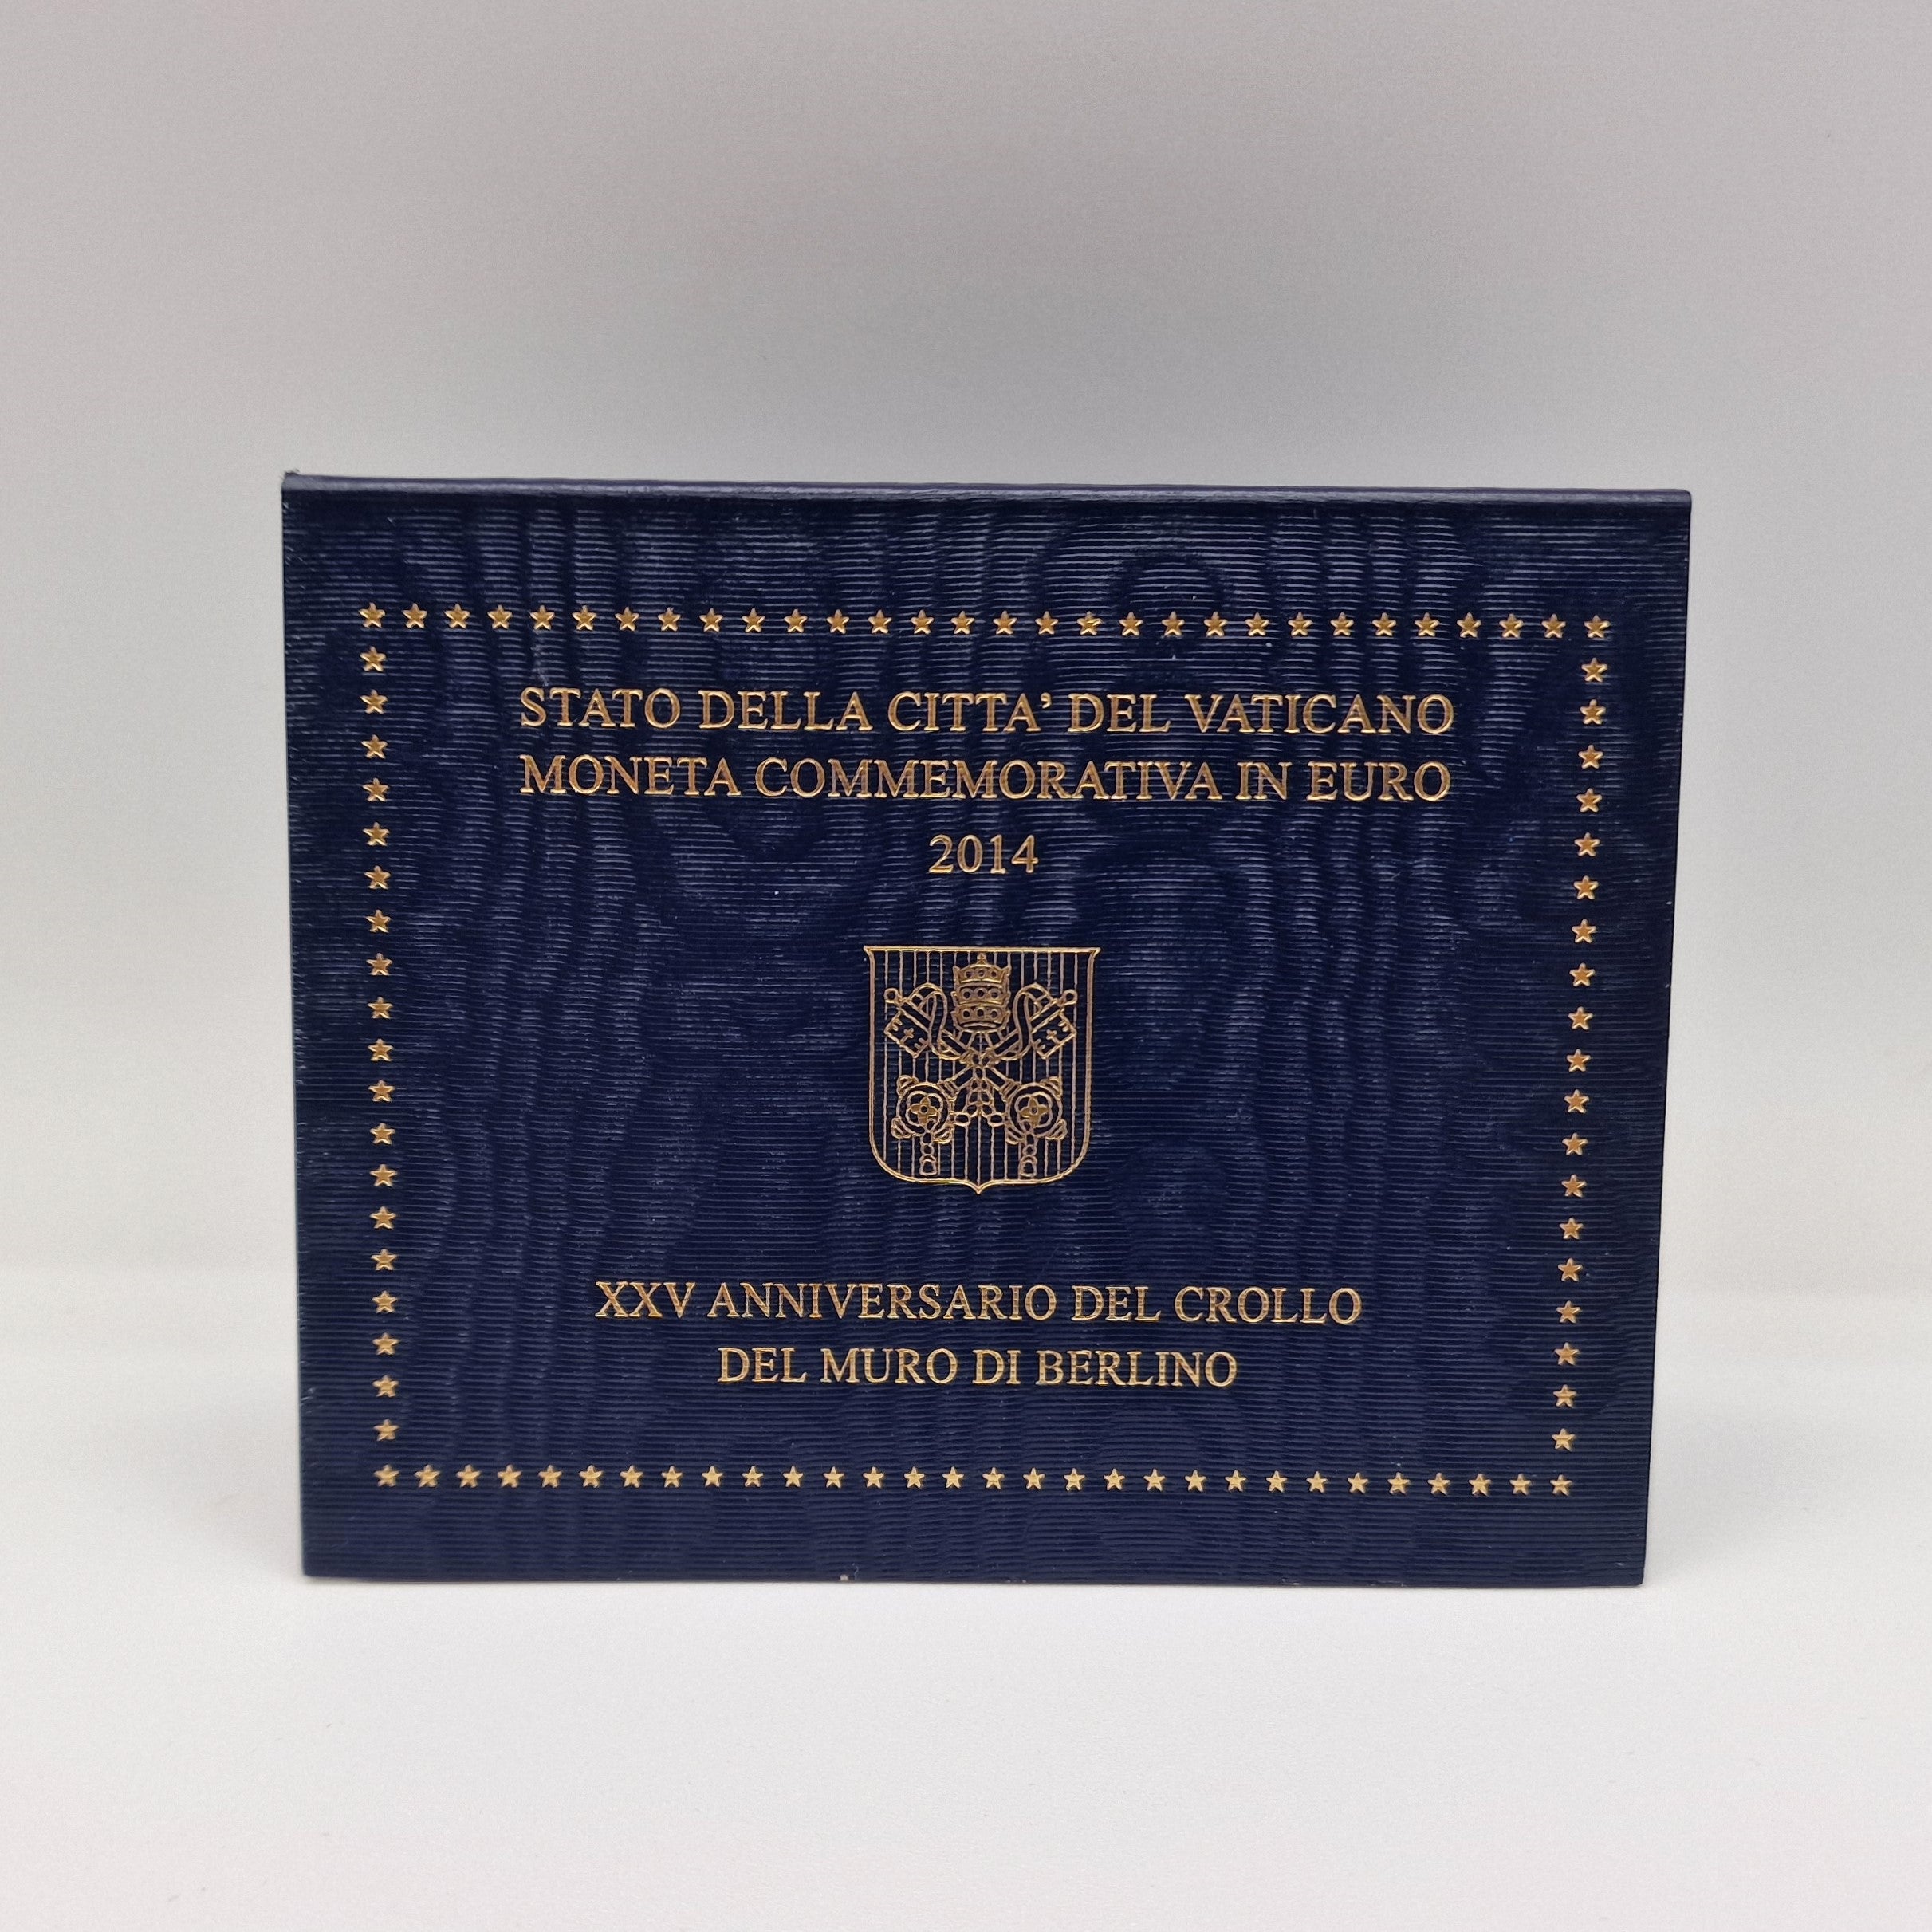 STATO DELLA CITTA' DEL VATICANO
MONETA COMMEMORATIVA IN EURO
2014
XXV ANNIVERSARIO DEL CROLLO
DEL MURO DI BERLINO